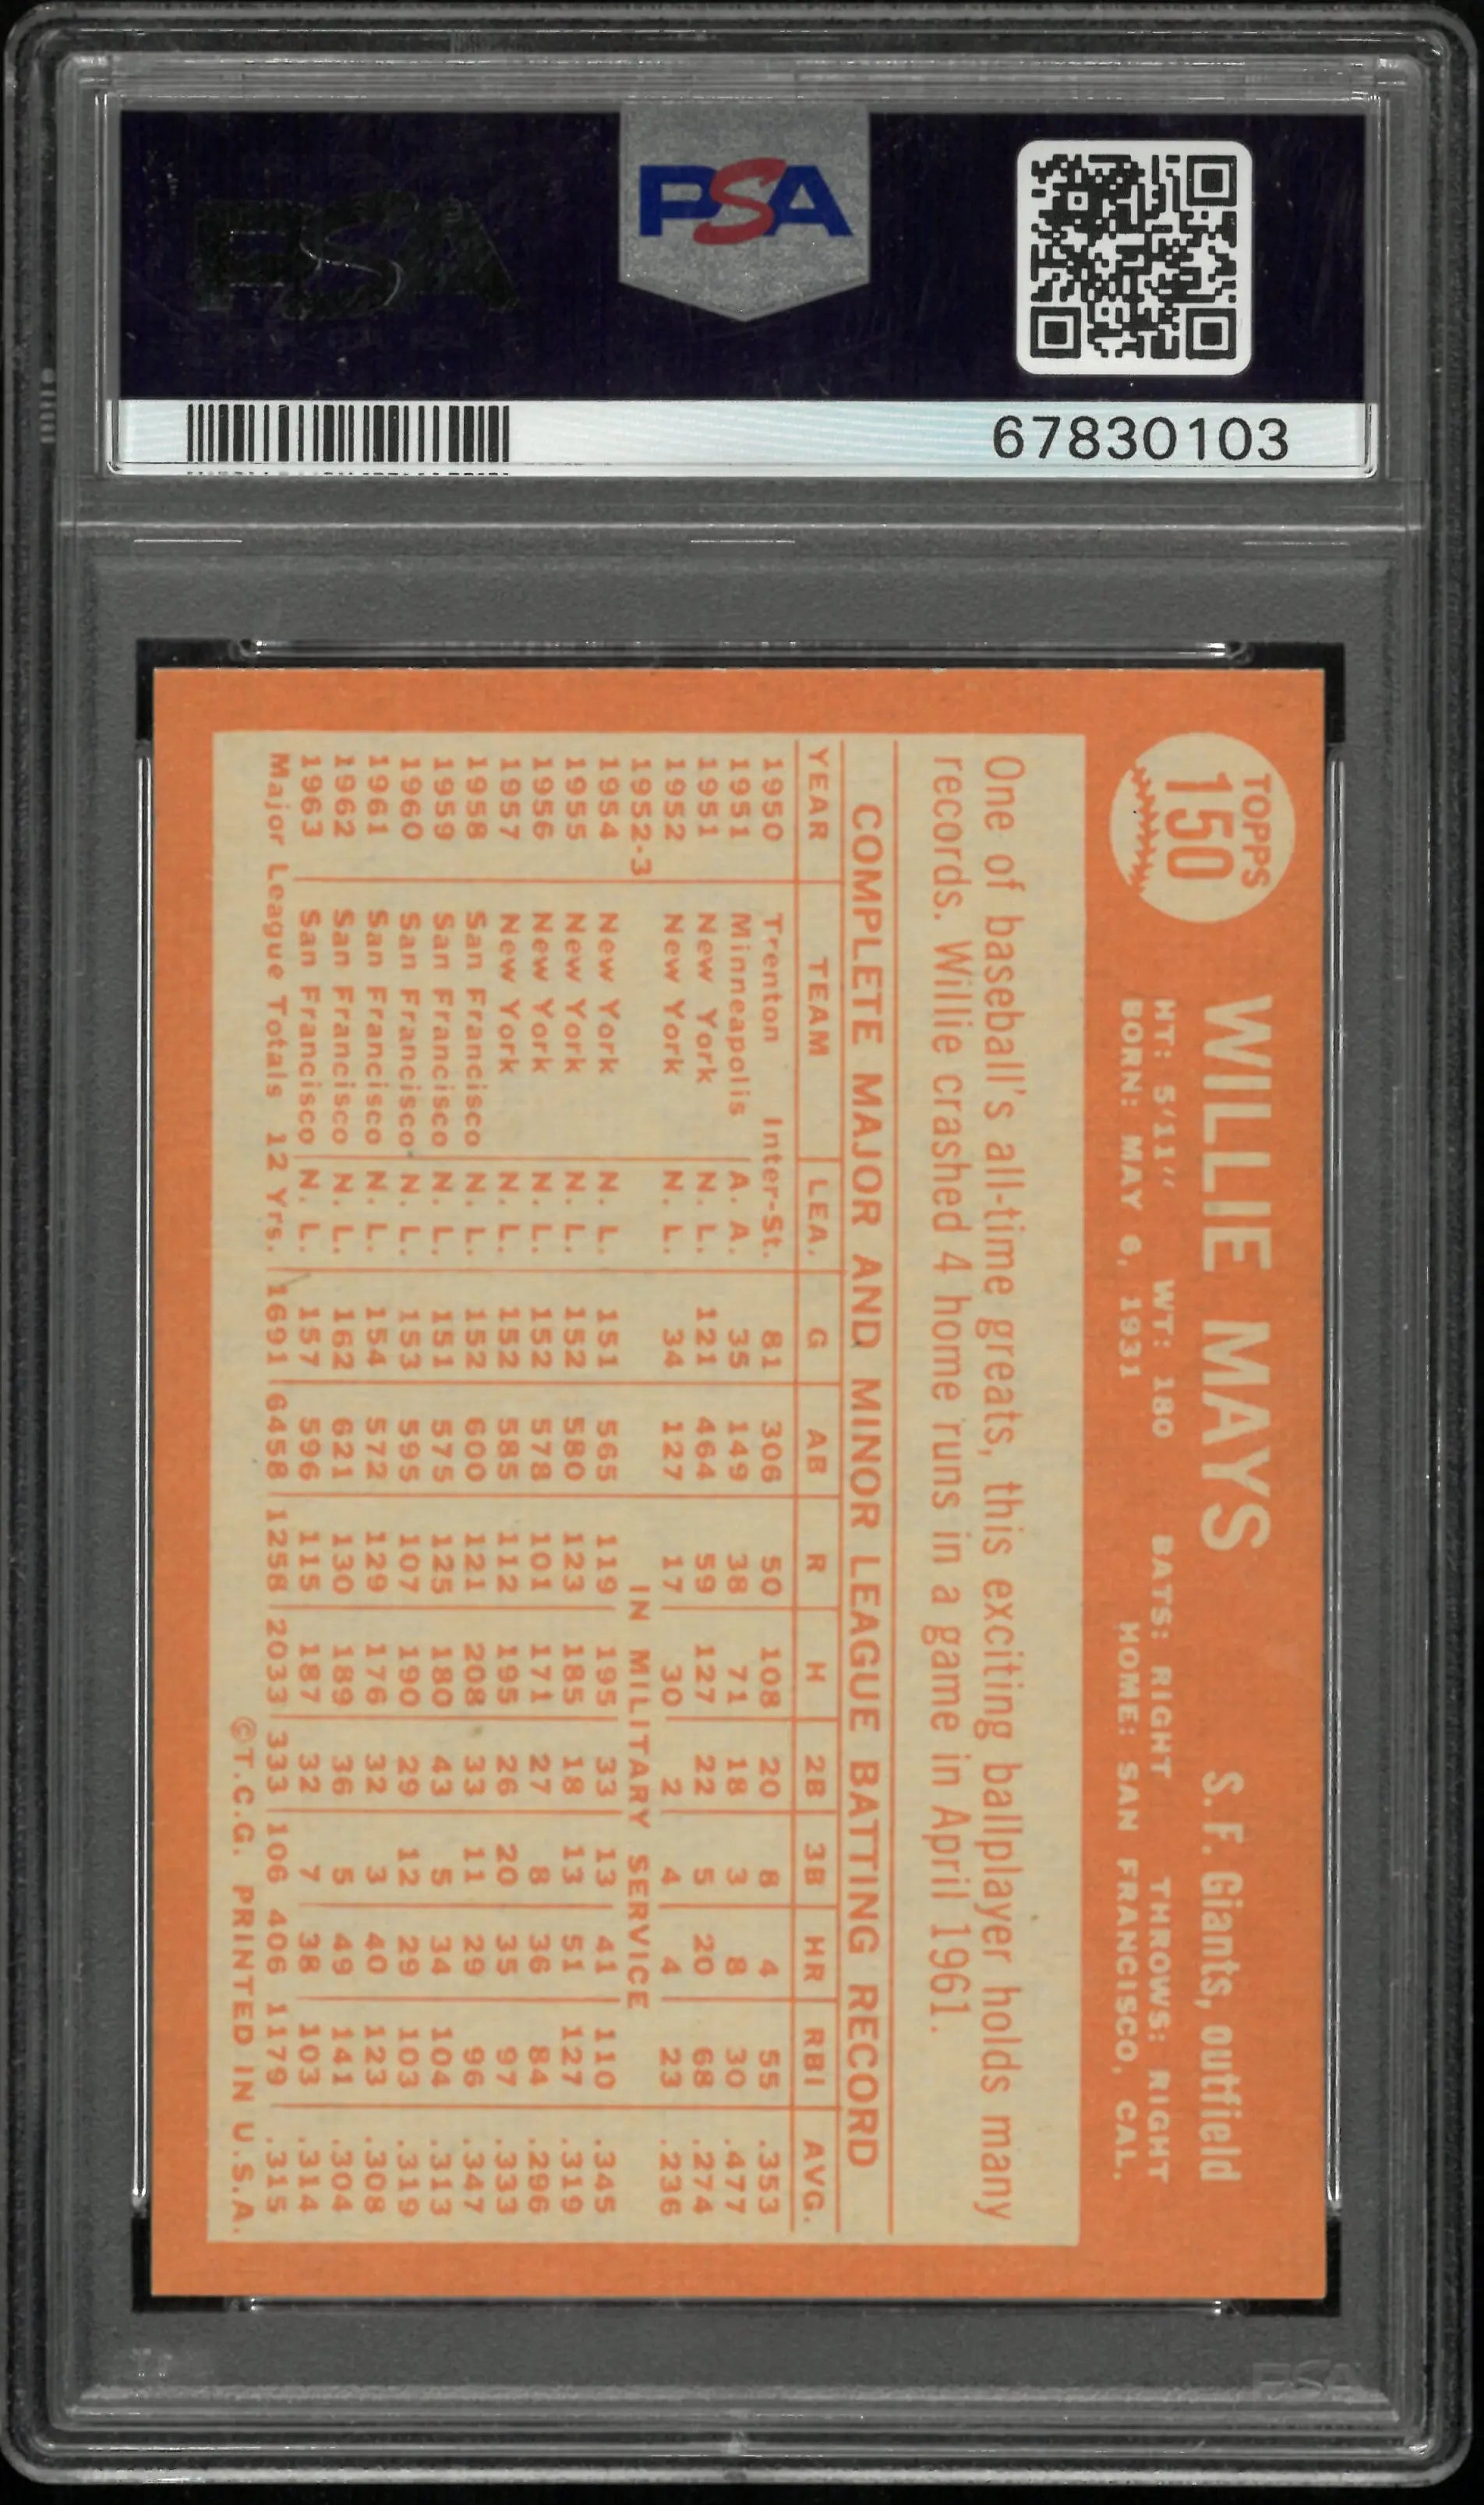 PSA
PSA
67830103
TOPPS
150
WILLIE MAYS S. F. Giants, outfield
HT: 5'11" WT: 180 BATS: RIGHT THROWS: RIGHT
BORN: MAY 6, 1931 HOME: SAN FRANCISCO, CAL.
One of baseball's all-time greats, this exciting ballplayer holds many
records. Willie crashed 4 home runs in a game in April 1961.
COMPLETE MAJOR AND MINOR LEAGUE BATTING RECORD
YEAR TEAM LEA. G AB R H 2B 3B HR RBI AVG.
1950 Trenton Inter-St. 81 306 50 108 20 8 4 55 .353
1951 Minneapolis A. A. 35 149 38 71 18 3 8 30 .477
1951 New York N. L. 121 464 59 127 22 5 20 68 .274
1952 New York N. L. 34 127 17 30 2 4 4 23 .236
1952-3 IN MILITARY SERVICE
1954 New York N. L. 151 565 119 195 33 13 41 110 .345
1955 New York N. L. 152 580 123 185 18 13 51 127 .319
1956 New York N. L. 152 578 101 171 27 8 36 84 .296
1957 New York N. L. 152 585 112 195 26 20 35 97 .333
1958 San Francisco N. L. 152 600 121 208 33 11 29 96 .347
1959 San Francisco N. L. 151 575 125 180 43 5 34 104 .313
1960 San Francisco N. L. 153 595 107 190 29 12 29 103 .319
1961 San Francisco N. L. 154 572 129 176 32 3 40 123 .308
1962 San Francisco N. L. 162 621 130 189 36 5 49 141 .304
1963 San Francisco N. L. 157 596 115 187 32 7 38 103 .314
Major League Totals 12 Yrs. 1691 6458 1258 2033 333 106 406 1179 .315
©T.C.G. PRINTED IN U.S.A.
PSA